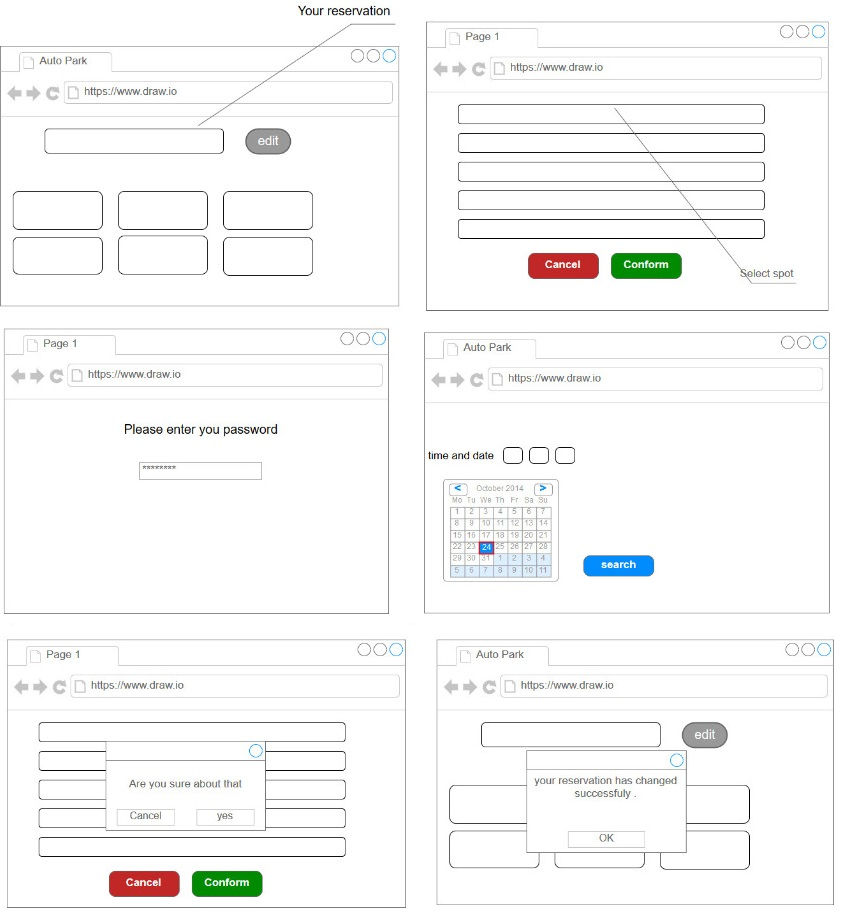 Your reservation
Auto Park
https://www.draw.io
edit
Page 1
https://www.draw.io
Cancel
Conform
Select spot
Page 1
https://www.draw.io
Please enter you password
********
Auto Park
https://www.draw.io
time and date
< October 2014 >
Mo Tu We Th Fr Sa Su
1 2 3 4 5 6 7
8 9 10 11 12 13 14
15 16 17 18 19 20 21
22 23 24 25 26 27 28
29 30 31 1 2 3 4
5 6 7 8 9 10 11
search
Page 1
https://www.draw.io
Are you sure about that
Cancel yes
Cancel
Conform
Auto Park
https://www.draw.io
edit
your reservation has changed
successfuly .
OK